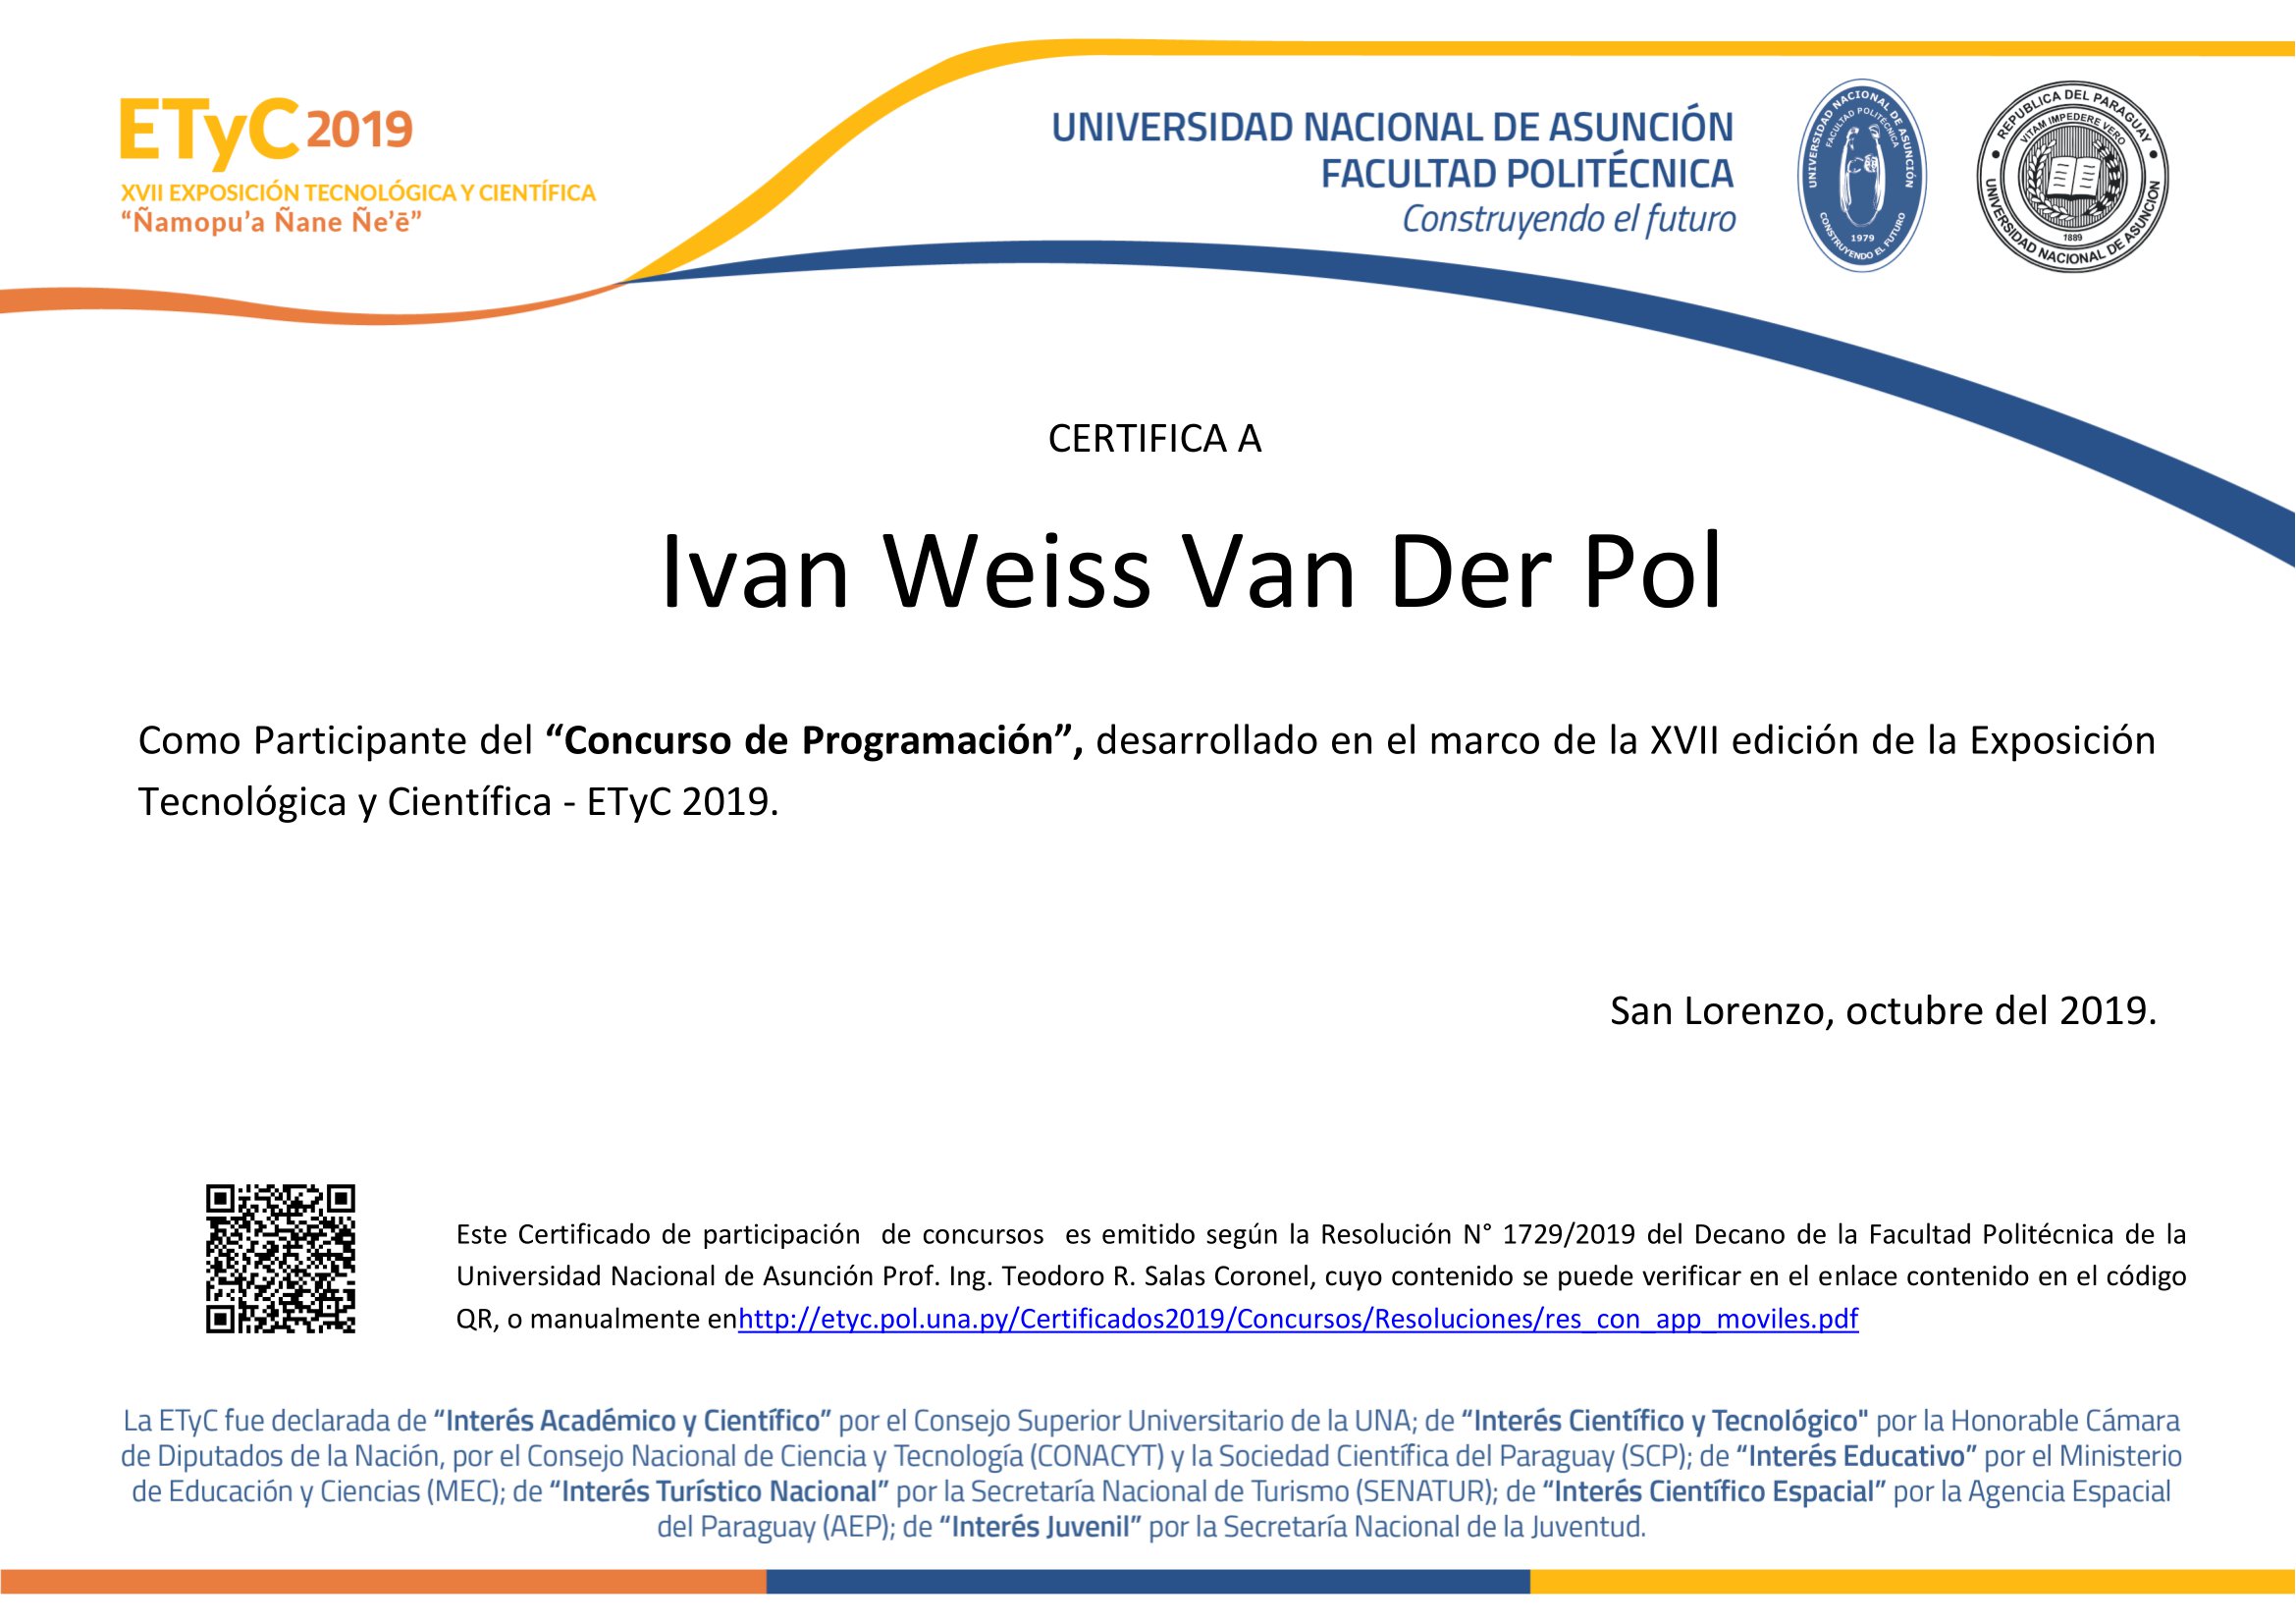 ETyC 2019
XVII EXPOSICIÓN TECNOLÓGICA Y CIENTÍFICA
“Ñamopu’a Ñane Ñe’ẽ”
UNIVERSIDAD NACIONAL DE ASUNCIÓN
FACULTAD POLITÉCNICA
Construyendo el futuro
UNIVERSIDAD NACIONAL DE ASUNCIÓN
FACULTAD POLITÉCNICA
1979
CONSTRUYENDO EL FUTURO
REPUBLICA DEL PARAGUAY
VITAM IMPEDERE VERO
1889
UNIVERSIDAD NACIONAL DE ASUNCION
CERTIFICA A
Ivan Weiss Van Der Pol
Como Participante del “Concurso de Programación”, desarrollado en el marco de la XVII edición de la Exposición
Tecnológica y Científica - ETyC 2019.
San Lorenzo, octubre del 2019.
Este Certificado de participación de concursos es emitido según la Resolución N° 1729/2019 del Decano de la Facultad Politécnica de la
Universidad Nacional de Asunción Prof. Ing. Teodoro R. Salas Coronel, cuyo contenido se puede verificar en el enlace contenido en el código
QR, o manualmente enhttp://etyc.pol.una.py/Certificados2019/Concursos/Resoluciones/res_con_app_moviles.pdf
La ETyC fue declarada de “Interés Académico y Científico” por el Consejo Superior Universitario de la UNA; de “Interés Científico y Tecnológico" por la Honorable Cámara
de Diputados de la Nación, por el Consejo Nacional de Ciencia y Tecnología (CONACYT) y la Sociedad Científica del Paraguay (SCP); de “Interés Educativo” por el Ministerio
de Educación y Ciencias (MEC); de “Interés Turístico Nacional” por la Secretaría Nacional de Turismo (SENATUR); de “Interés Científico Espacial” por la Agencia Espacial
del Paraguay (AEP); de “Interés Juvenil” por la Secretaría Nacional de la Juventud.